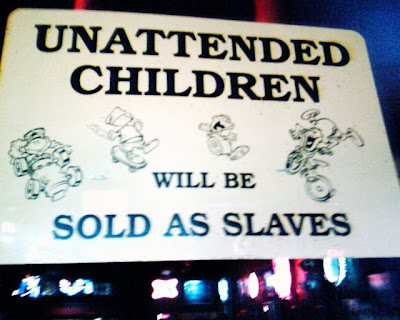 UNATTENDED
CHILDREN
WILL BE
SOLD AS SLAVES